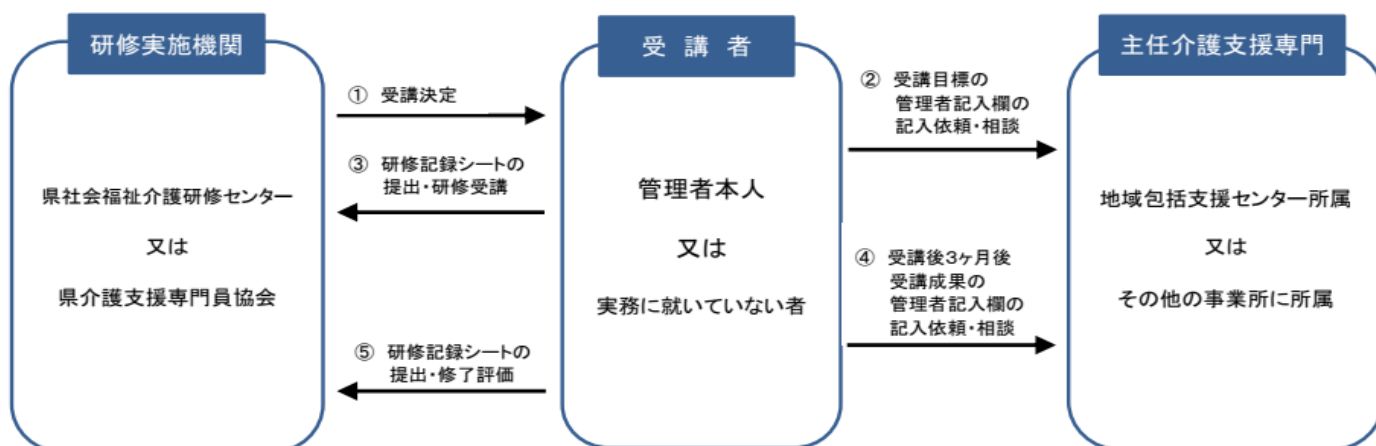 研修実施機関
県社会福祉介護研修センター
又は
県介護支援専門員協会
① 受講決定
③ 研修記録シートの
提出・研修受講
⑤ 研修記録シートの
提出・修了評価
受 講 者
管理者本人
又は
実務に就いていない者
② 受講目標の
管理者記入欄の
記入依頼・相談
④ 受講後3ヶ月後
受講成果の
管理者記入欄の
記入依頼・相談
主任介護支援専門
地域包括支援センター所属
又は
その他の事業所に所属